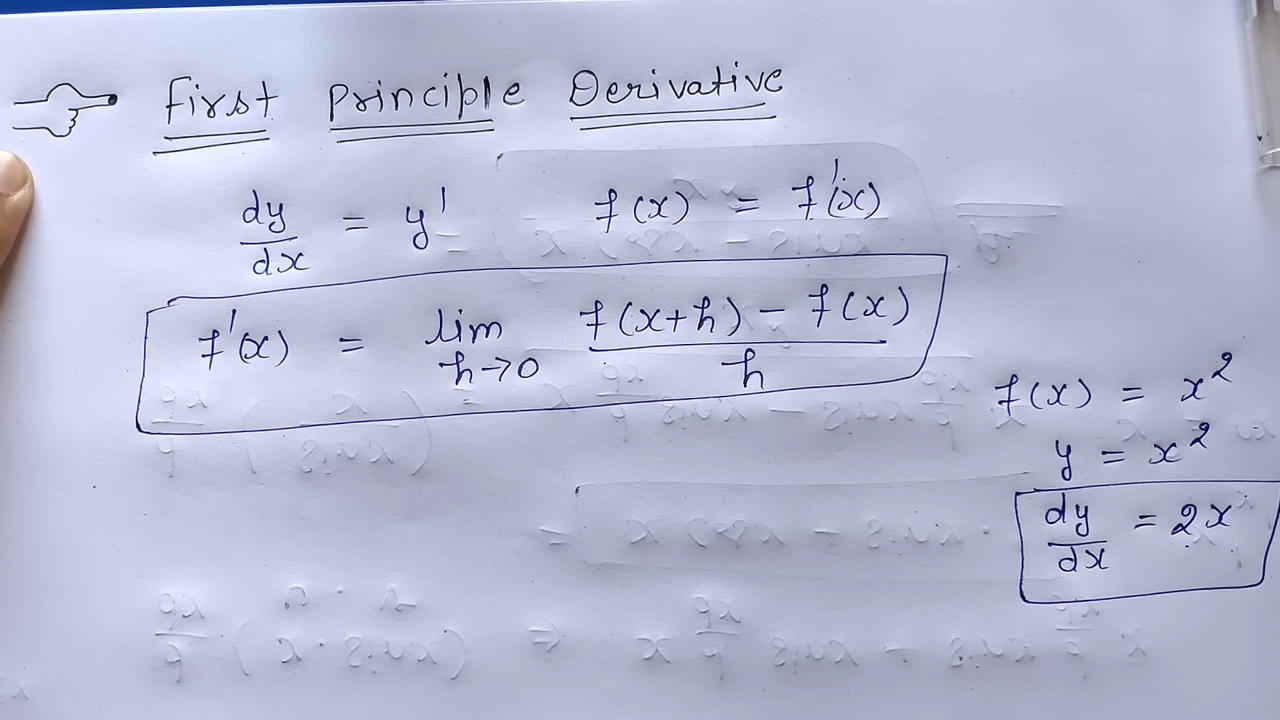 First Principle Derivative
dy/dx = y' f(x) = f'(x)
f'(x) = lim h→0 f(x+h) − f(x) / h
f(x) = x²
y = x²
dy/dx = 2x